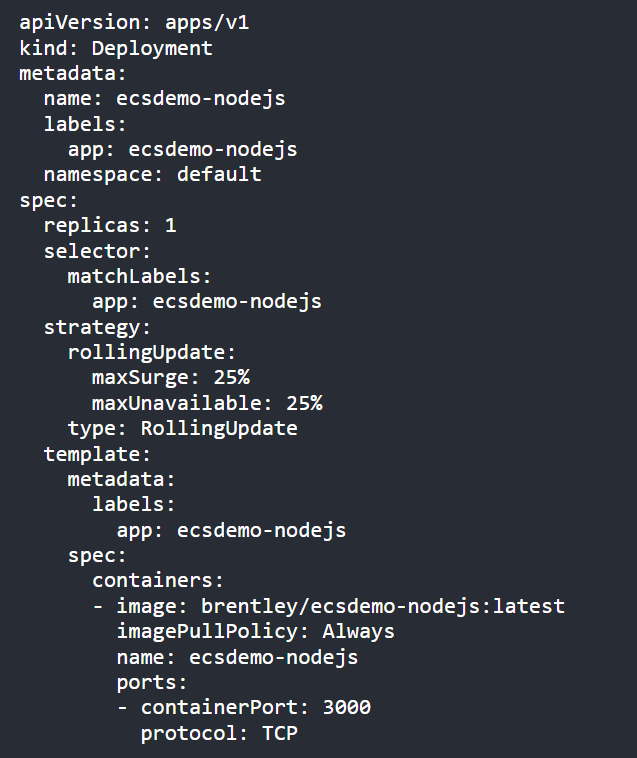 apiVersion: apps/v1
kind: Deployment
metadata:
  name: ecsdemo-nodejs
  labels:
    app: ecsdemo-nodejs
  namespace: default
spec:
  replicas: 1
  selector:
    matchLabels:
      app: ecsdemo-nodejs
  strategy:
    rollingUpdate:
      maxSurge: 25%
      maxUnavailable: 25%
    type: RollingUpdate
  template:
    metadata:
      labels:
        app: ecsdemo-nodejs
    spec:
      containers:
      - image: brentley/ecsdemo-nodejs:latest
        imagePullPolicy: Always
        name: ecsdemo-nodejs
        ports:
        - containerPort: 3000
          protocol: TCP